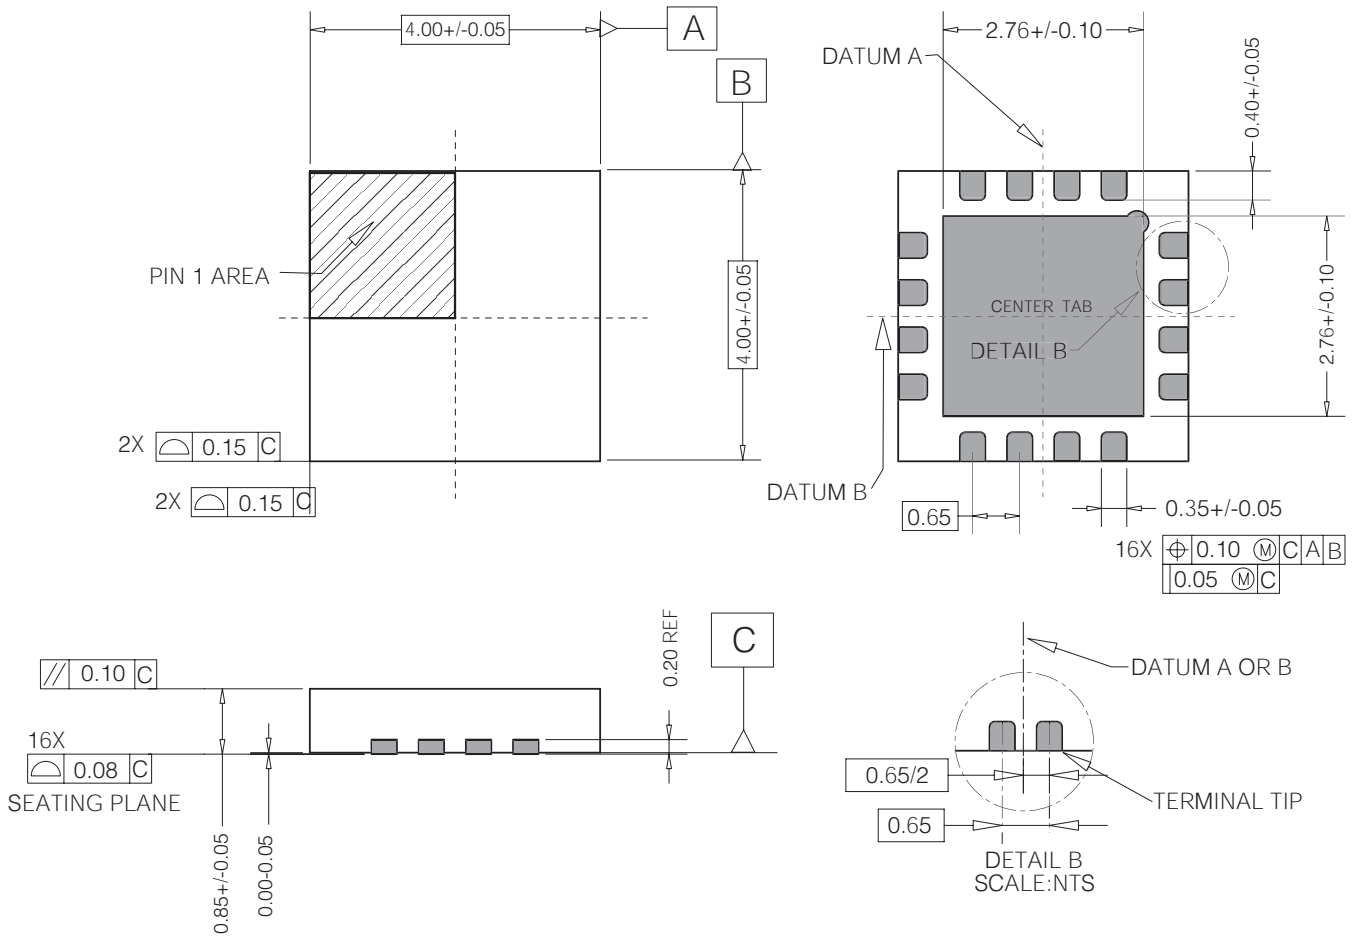 4.00+/-0.05
A
B
PIN 1 AREA
4.00+/-0.05
2X 0.15 C
2X 0.15 C
2.76+/-0.10
DATUM A
0.40+/-0.05
CENTER TAB
DETAIL B
2.76+/-0.10
DATUM B
0.65
0.35+/-0.05
16X ⌖ 0.10 Ⓜ C A B
0.05 Ⓜ C
// 0.10 C
16X
0.08 C
SEATING PLANE
0.85+/-0.05
0.00-0.05
0.20 REF
C
DATUM A OR B
0.65/2
TERMINAL TIP
0.65
DETAIL B
SCALE:NTS